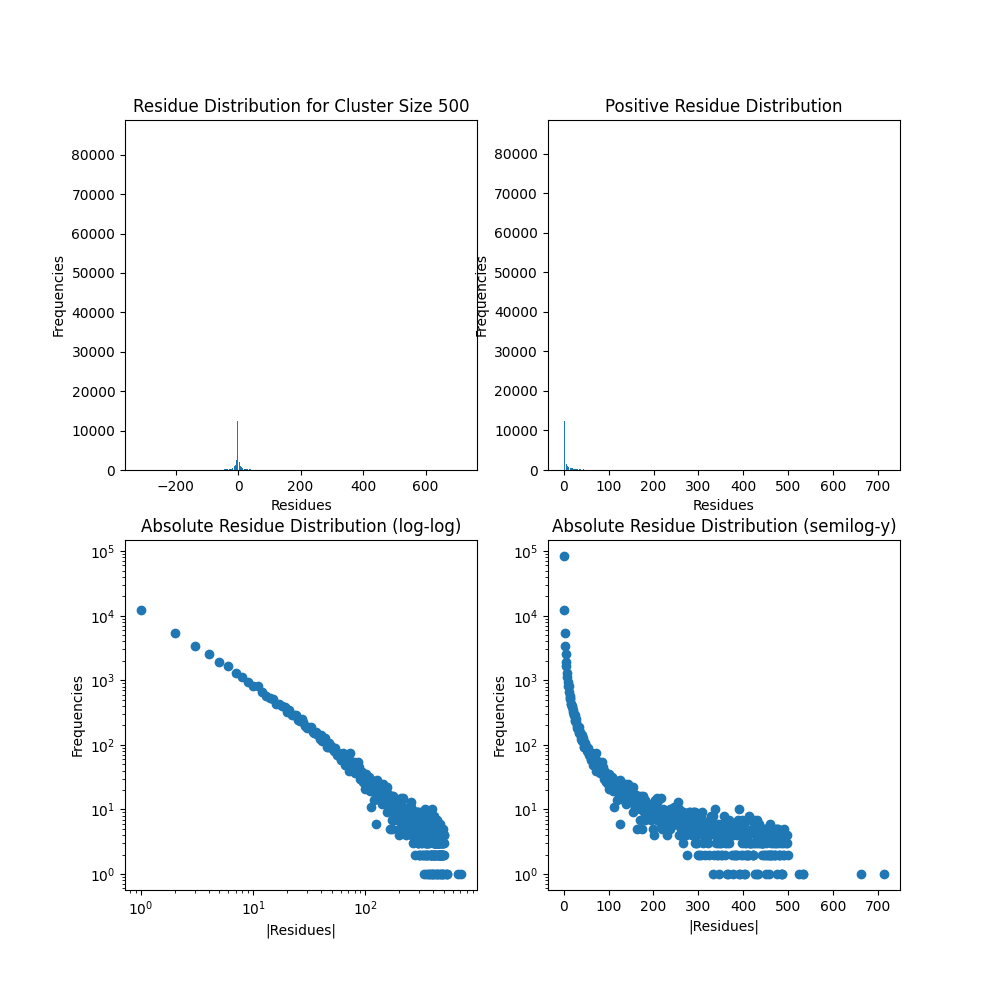 Residue Distribution for Cluster Size 500
Frequencies
80000
70000
60000
50000
40000
30000
20000
10000
0
−200 0 200 400 600
Residues
Positive Residue Distribution
Frequencies
80000
70000
60000
50000
40000
30000
20000
10000
0
0 100 200 300 400 500 600 700
Residues
Absolute Residue Distribution (log-log)
Frequencies
10⁵
10⁴
10³
10²
10¹
10⁰
10⁰ 10¹ 10²
|Residues|
Absolute Residue Distribution (semilog-y)
Frequencies
10⁵
10⁴
10³
10²
10¹
10⁰
0 100 200 300 400 500 600 700
|Residues|